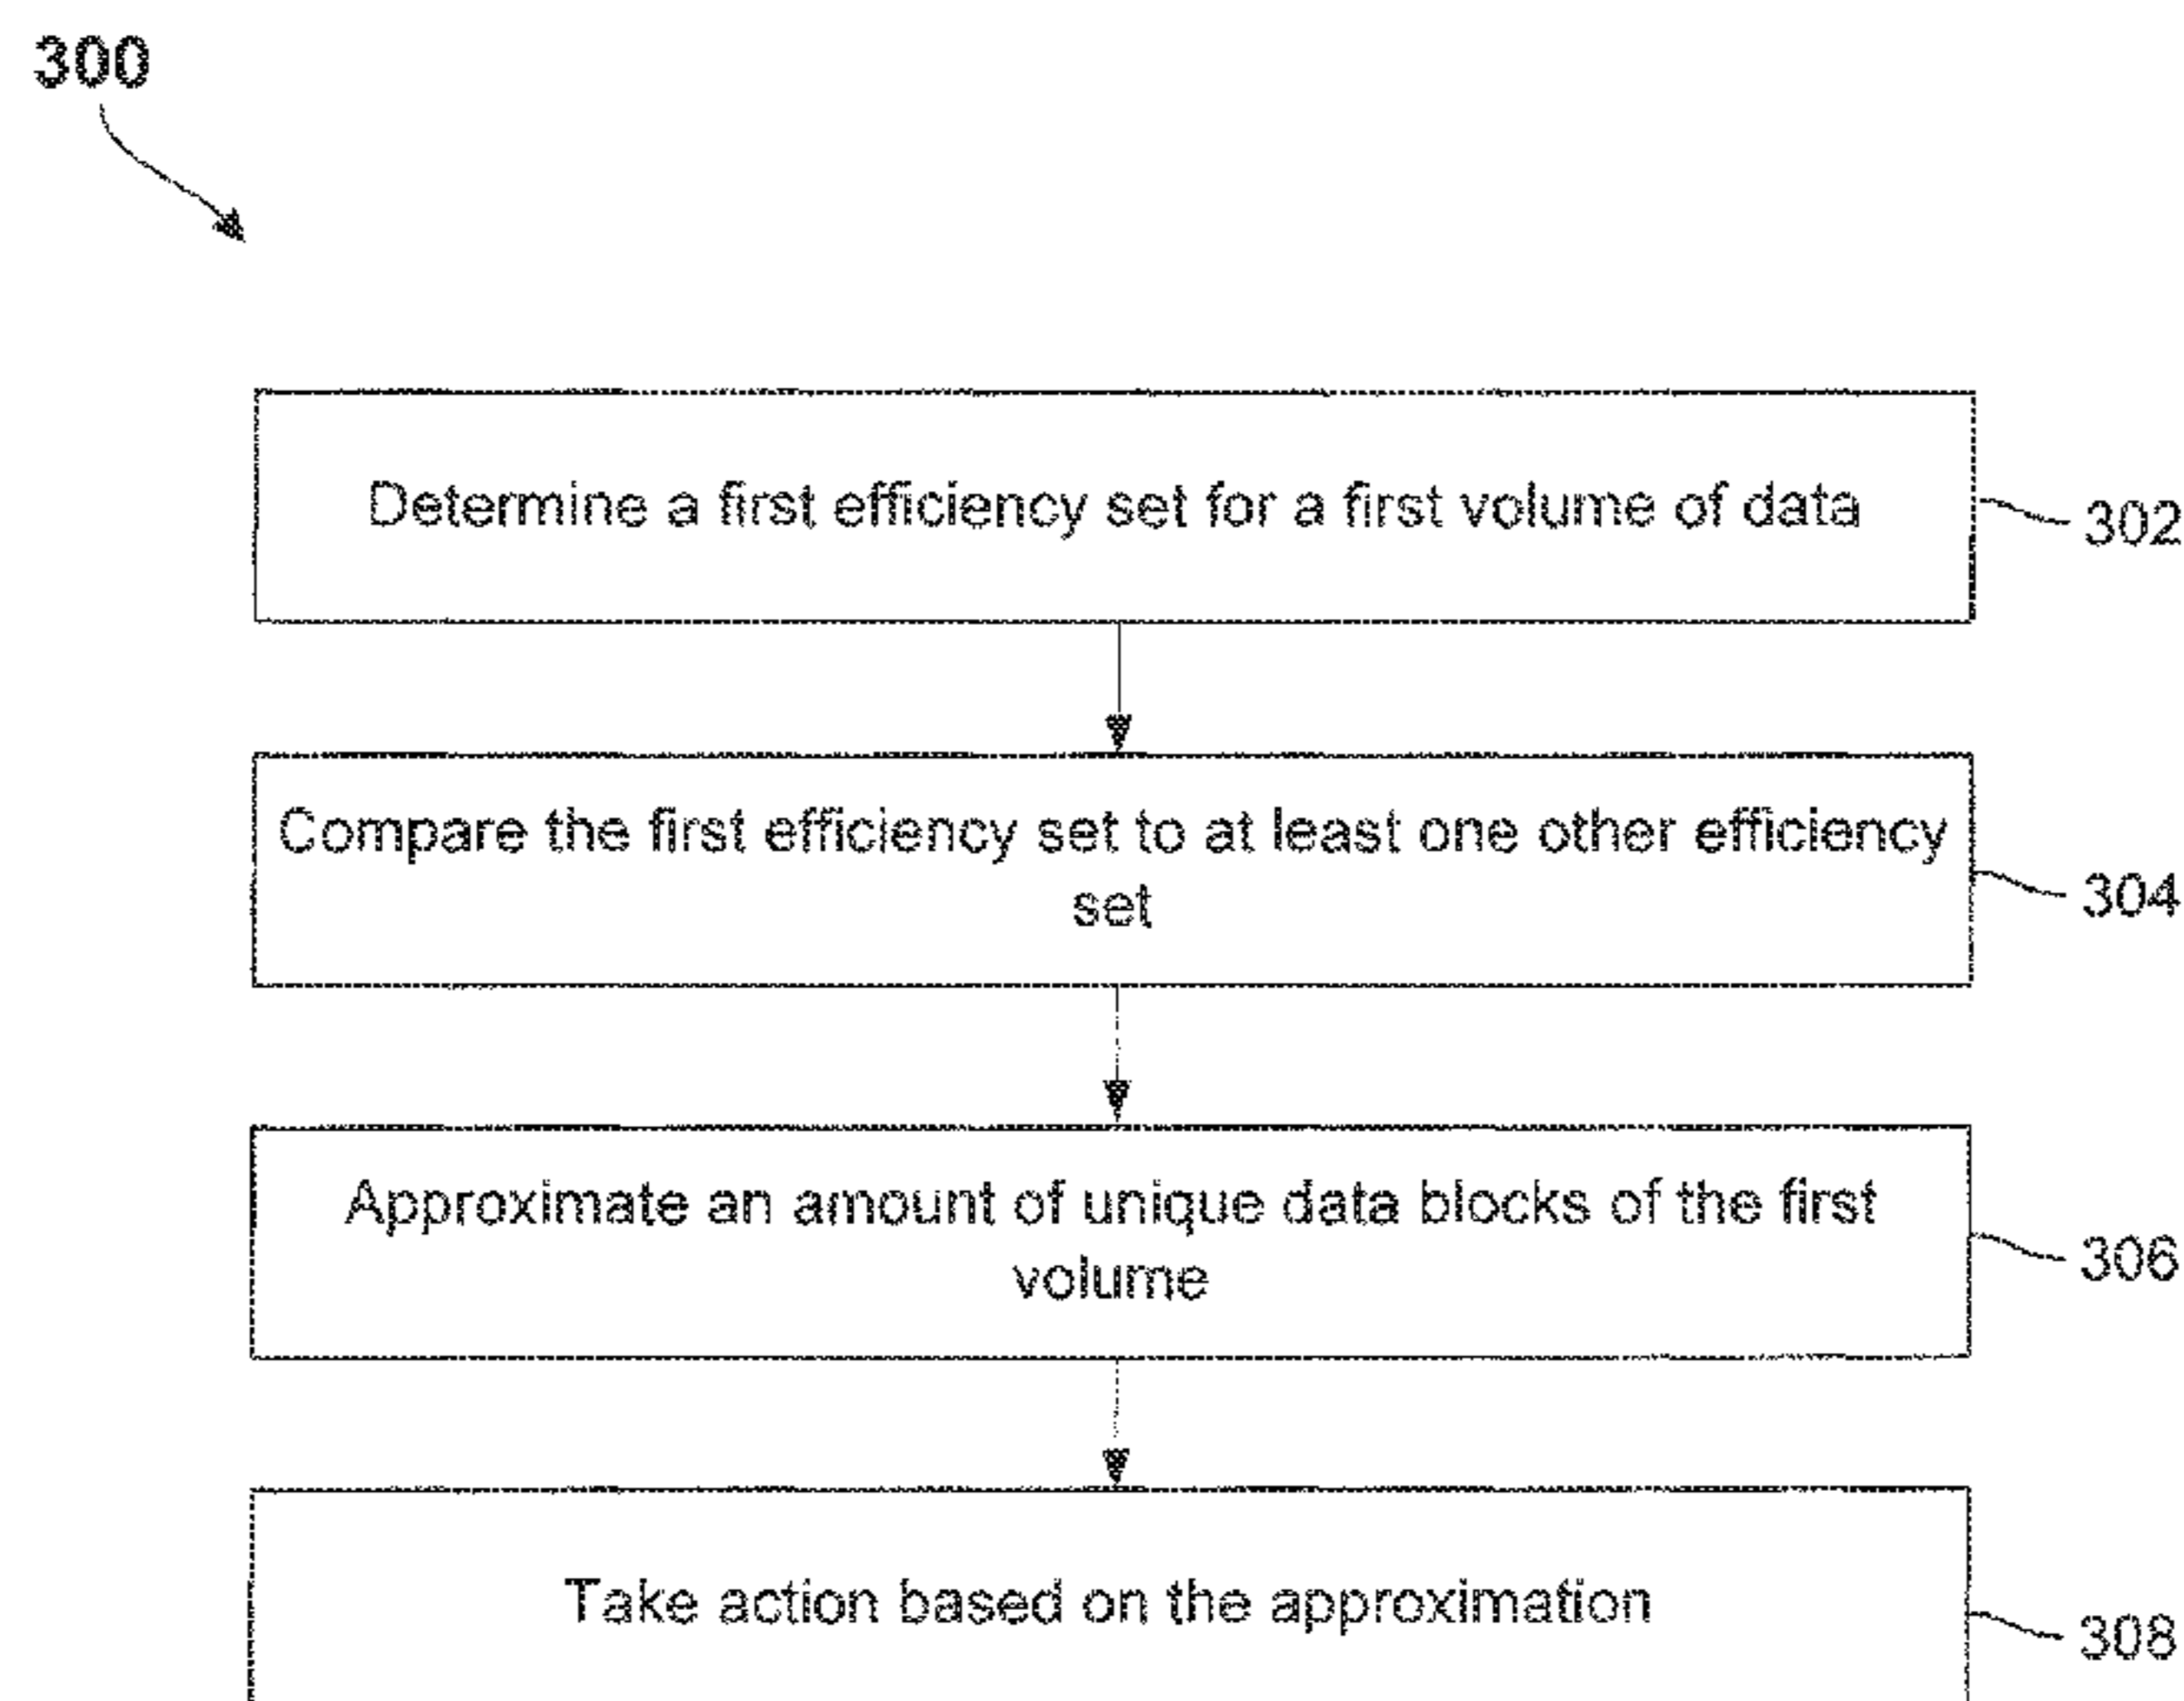 300
Determine a first efficiency set for a first volume of data
302
Compare the first efficiency set to at least one other efficiency
set
304
Approximate an amount of unique data blocks of the first
volume
306
Take action based on the approximation
308